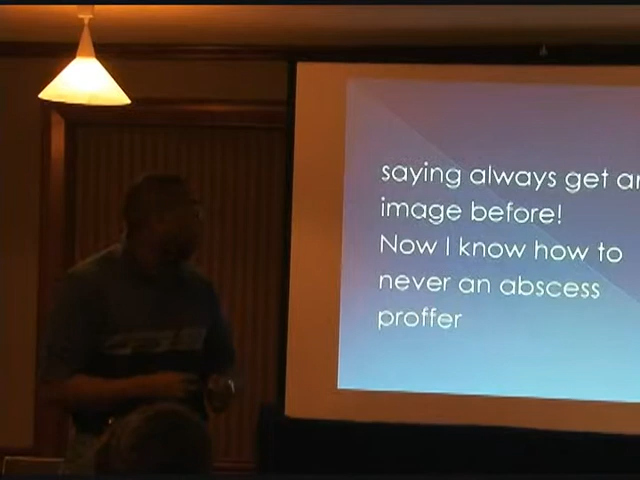 saying always get an
image before!
Now I know how to
never an abscess
proffer